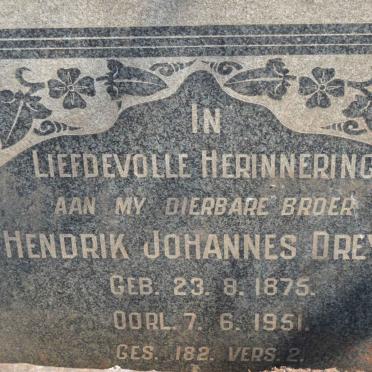 IN
LIEFDEVOLLE HERINNERING
AAN MY DIERBARE BROER
HENDRIK JOHANNES DREY
GEB. 23. 8. 1875.
OORL. 7. 6. 1951.
GES. 182. VERS. 2.